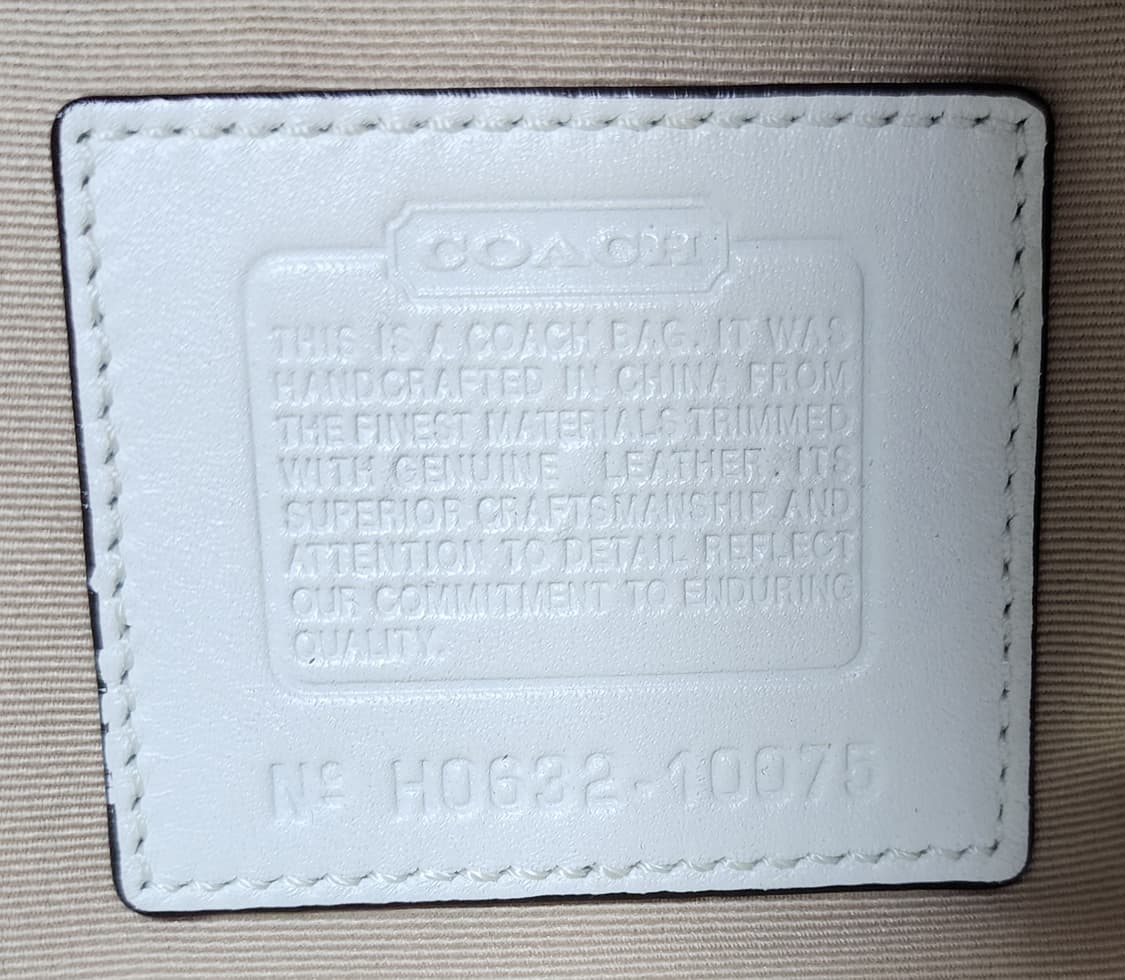 COACH
THIS IS A COACH BAG. IT WAS
HANDCRAFTED IN CHINA FROM
THE FINEST MATERIALS TRIMMED
WITH GENUINE LEATHER. ITS
SUPERIOR CRAFTSMANSHIP AND
ATTENTION TO DETAIL REFLECT
OUR COMMITMENT TO ENDURING
QUALITY.
Nº H0632-10075